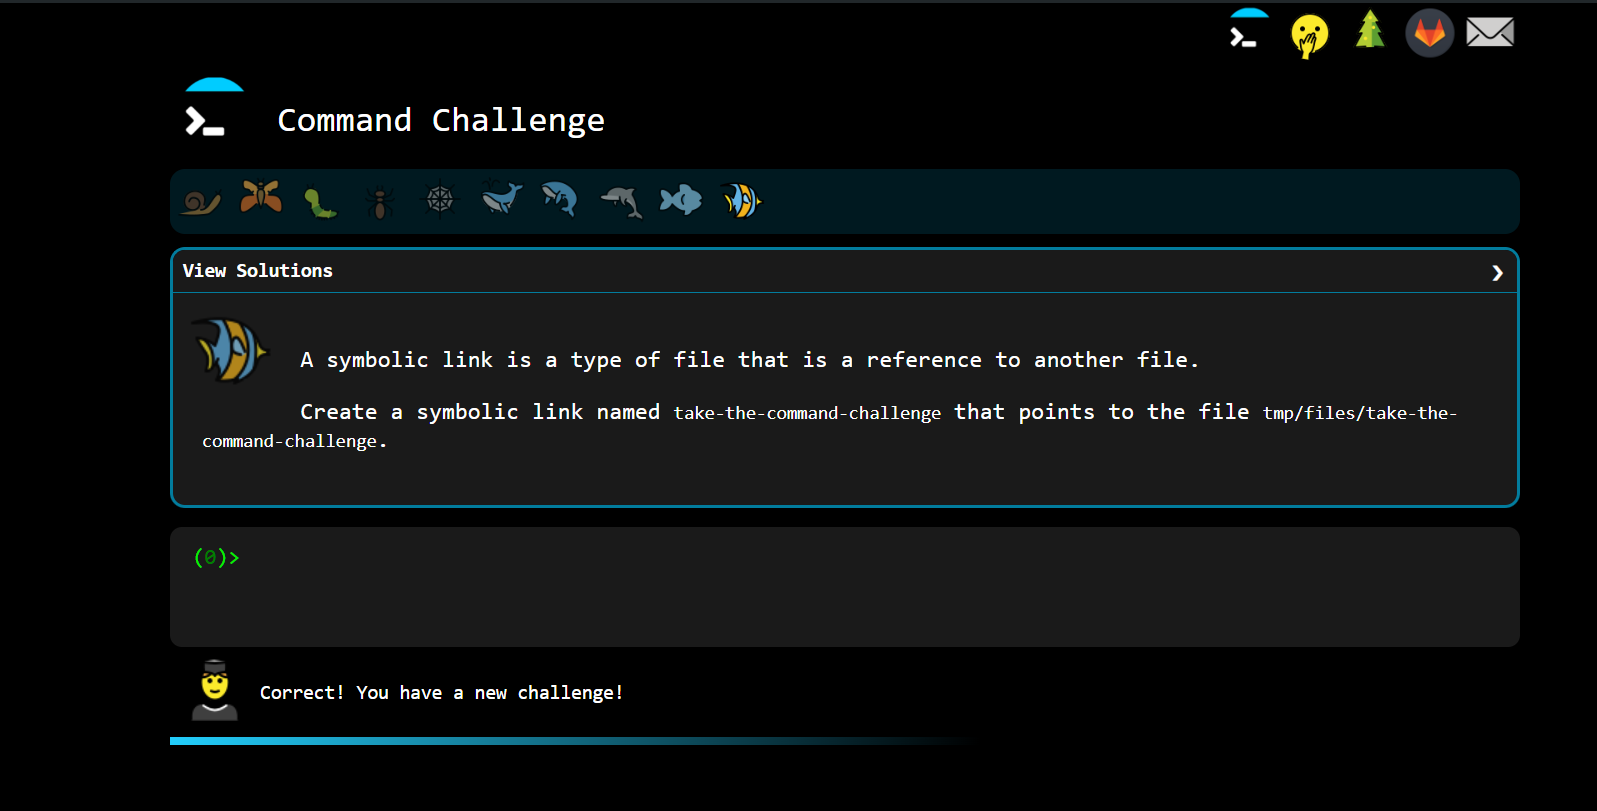 Command Challenge
View Solutions
A symbolic link is a type of file that is a reference to another file.
Create a symbolic link named take-the-command-challenge that points to the file tmp/files/take-the-
command-challenge.
(0)>
Correct! You have a new challenge!